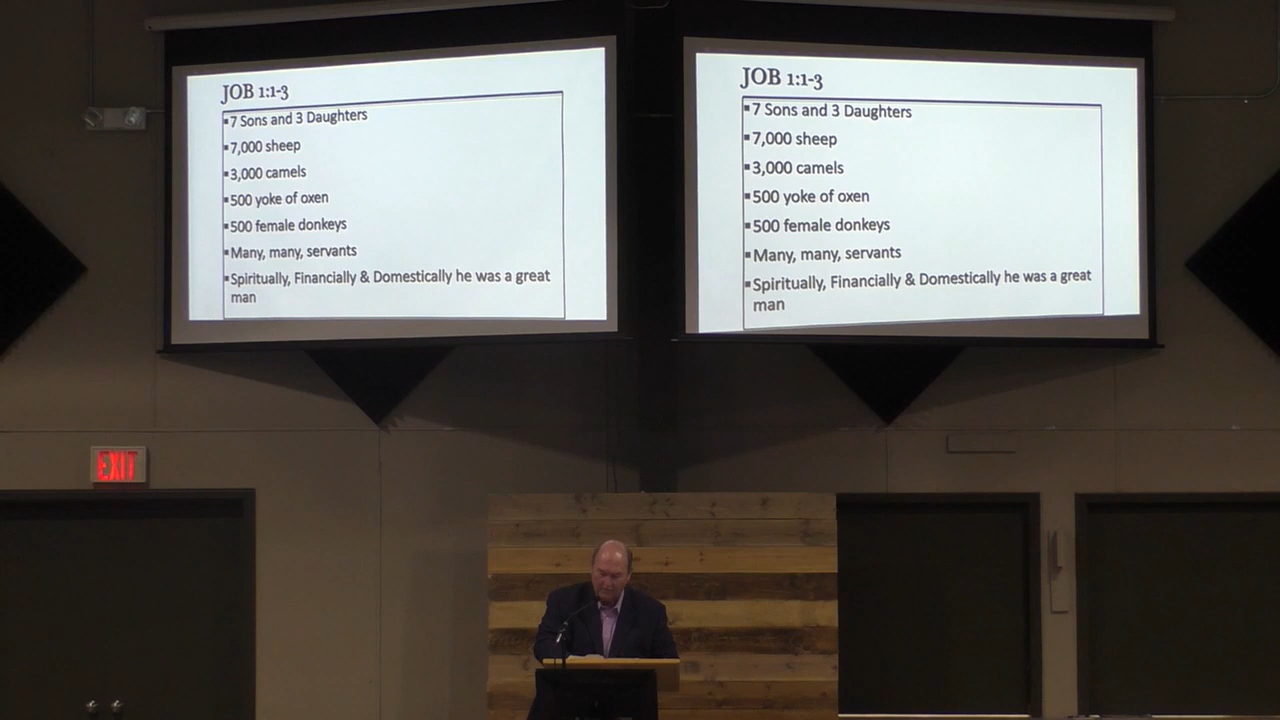 JOB 1:1-3
▪7 Sons and 3 Daughters
▪7,000 sheep
▪3,000 camels
▪500 yoke of oxen
▪500 female donkeys
▪Many, many, servants
▪Spiritually, Financially & Domestically he was a great
man
JOB 1:1-3
▪7 Sons and 3 Daughters
▪7,000 sheep
▪3,000 camels
▪500 yoke of oxen
▪500 female donkeys
▪Many, many, servants
▪Spiritually, Financially & Domestically he was a great
man
EXIT